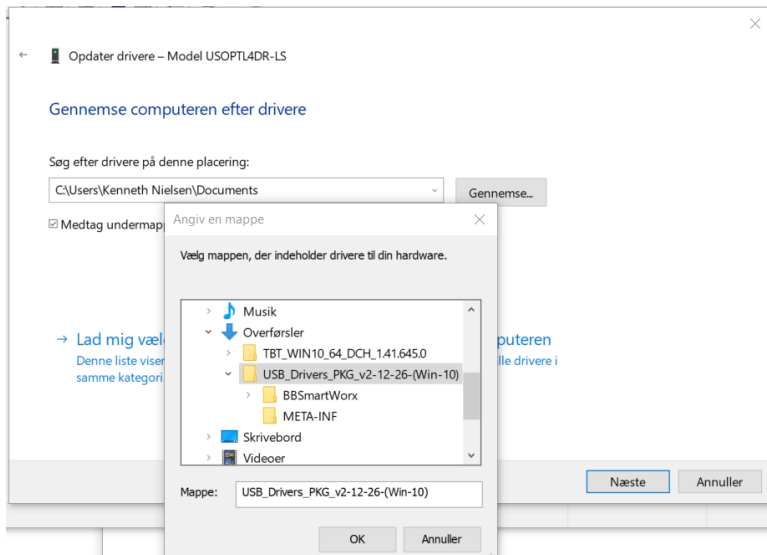 Opdater drivere – Model USOPTL4DR-LS
Gennemse computeren efter drivere
Søg efter drivere på denne placering:
C:\Users\Kenneth Nielsen\Documents
Gennemse...
Medtag undermapp
Angiv en mappe
Vælg mappen, der indeholder drivere til din hardware.
Musik
Overførsler
TBT_WIN10_64_DCH_1.41.645.0
USB_Drivers_PKG_v2-12-26-(Win-10)
BBSmartWorx
META-INF
Skrivebord
Videoer
Mappe: USB_Drivers_PKG_v2-12-26-(Win-10)
OK Annuller
→ Lad mig væl puteren
Denne liste viser lle drivere i
samme kategori
Næste Annuller